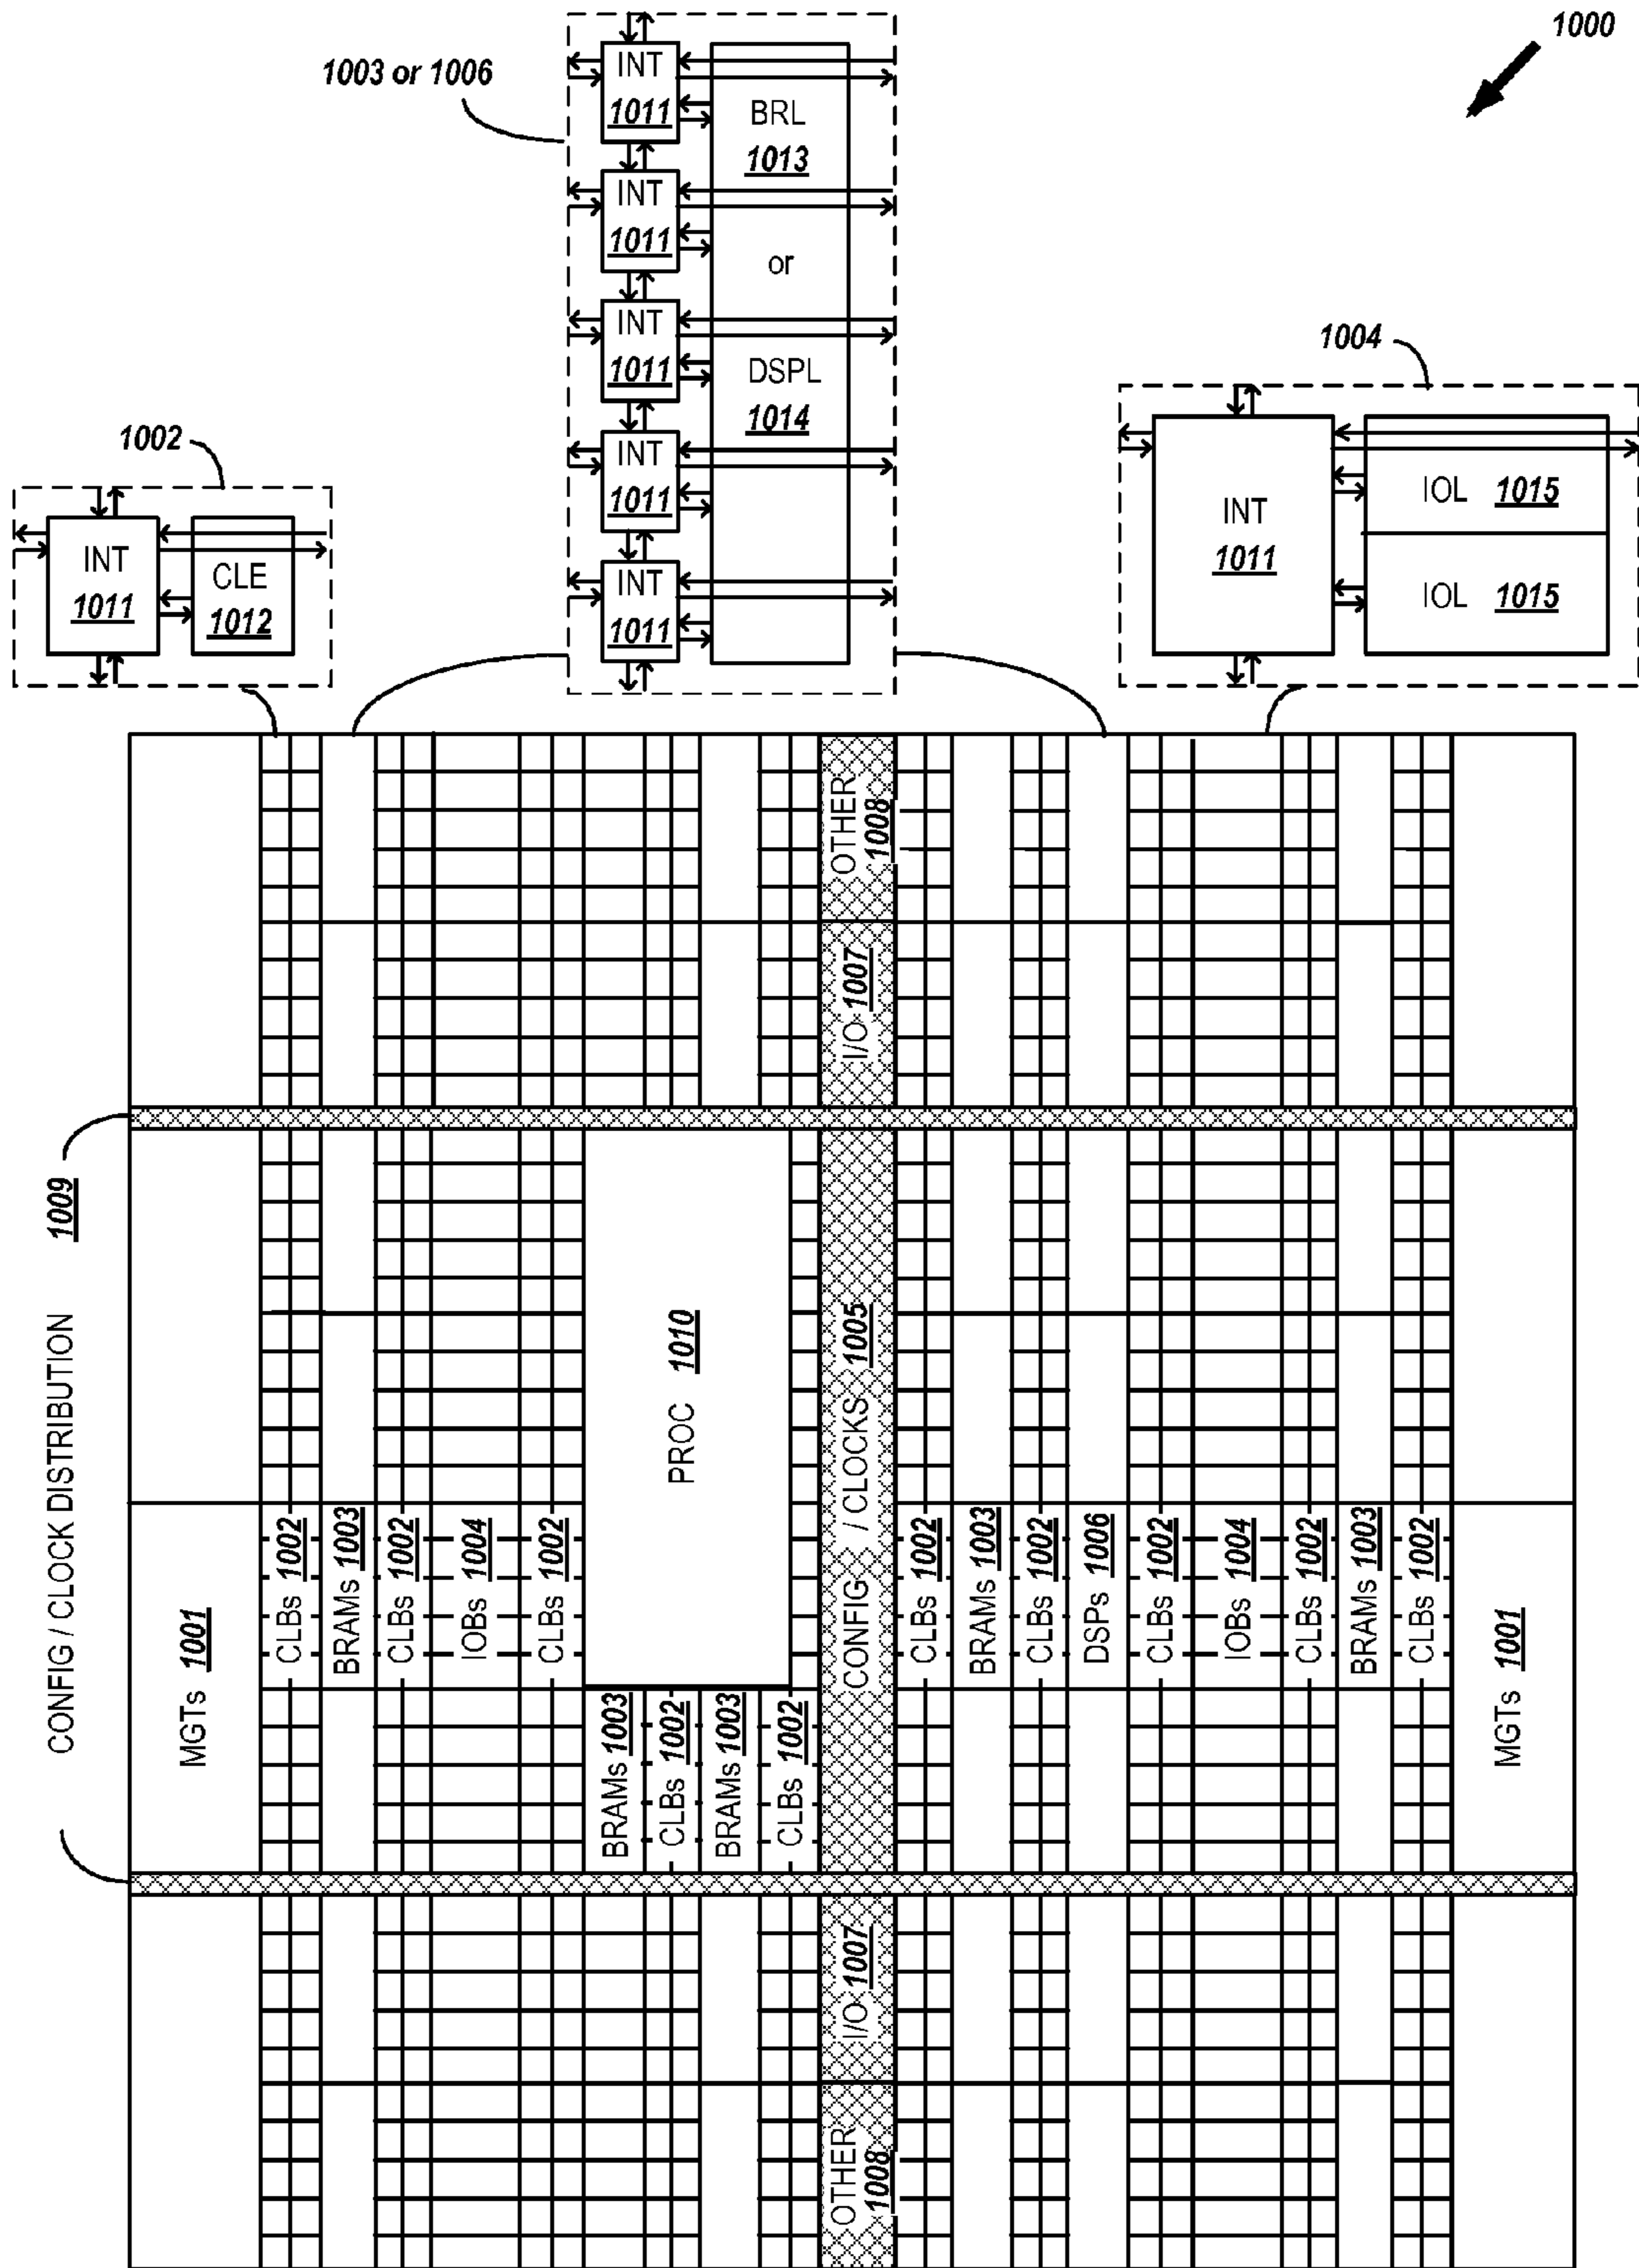 1000
1003 or 1006
INT
1011
INT
1011
INT
1011
INT
1011
INT
1011
BRL
1013
or
DSPL
1014
1004
INT
1011
IOL 1015
IOL 1015
1002
INT
1011
CLE
1012
CONFIG / CLOCK DISTRIBUTION 1009
MGTs 1001
CLBs 1002
BRAMs 1003
CLBs 1002
IOBs 1004
CLBs 1002
BRAMs 1003
CLBs 1002
BRAMs 1003
CLBs 1002
PROC 1010
OTHER
1008
I/O 1007
CONFIG / CLOCKS 1005
I/O 1007
OTHER
1008
CLBs 1002
BRAMs 1003
CLBs 1002
DSPs 1006
CLBs 1002
IOBs 1004
CLBs 1002
BRAMs 1003
CLBs 1002
MGTs 1001